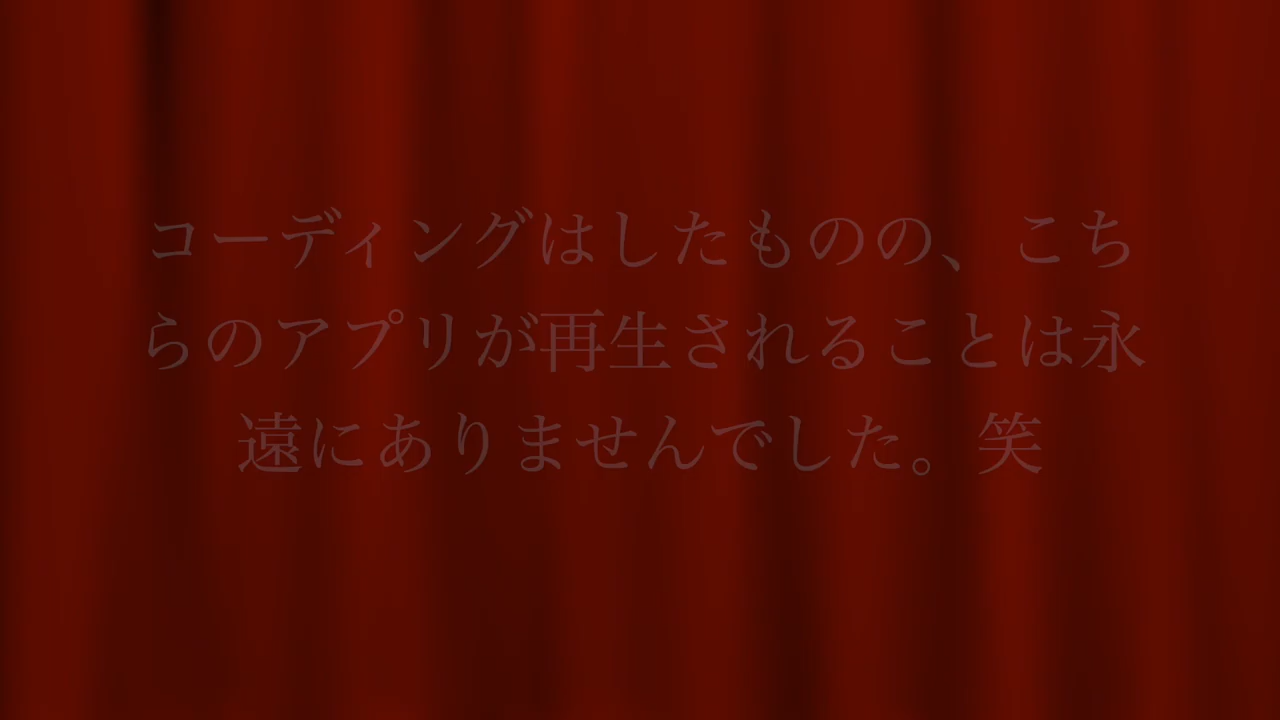 コーディングはしたものの、こち
らのアプリが再生されることは永
遠にありませんでした。笑